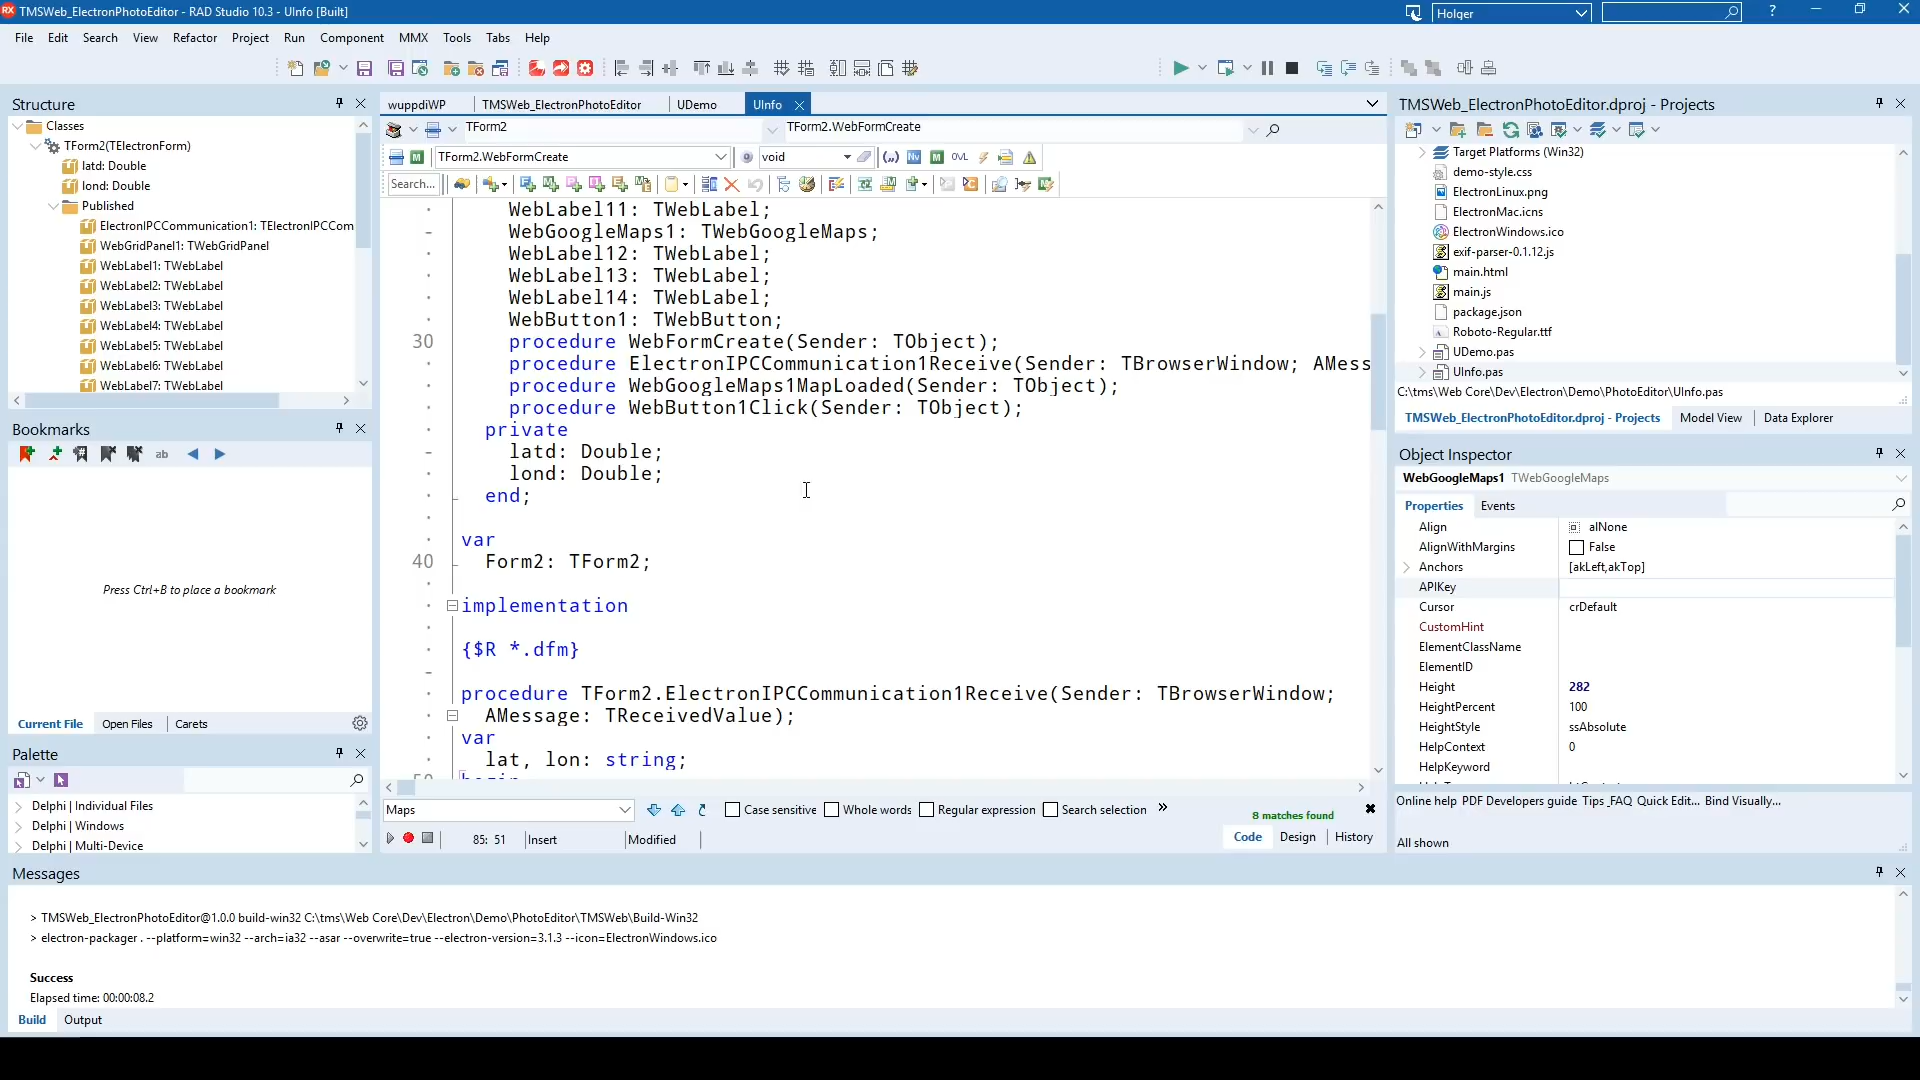 TMSWeb_ElectronPhotoEditor - RAD Studio 10.3 - UInfo [Built]
Holger
?
File Edit Search View Refactor Project Run Component MMX Tools Tabs Help
Structure
Classes
TForm2(TElectronForm)
latd: Double
lond: Double
Published
ElectronIPCCommunication1: TElectronIPCCom
WebGridPanel1: TWebGridPanel
WebLabel1: TWebLabel
WebLabel2: TWebLabel
WebLabel3: TWebLabel
WebLabel4: TWebLabel
WebLabel5: TWebLabel
WebLabel6: TWebLabel
WebLabel7: TWebLabel
Bookmarks
ab
Press Ctrl+B to place a bookmark
Current File Open Files Carets
Palette
Delphi | Individual Files
Delphi | Windows
Delphi | Multi-Device
wuppdiWP TMSWeb_ElectronPhotoEditor UDemo UInfo
TForm2 TForm2.WebFormCreate
TForm2.WebFormCreate void OVL
Search...
WebLabel11: TWebLabel;
WebGoogleMaps1: TWebGoogleMaps;
WebLabel12: TWebLabel;
WebLabel13: TWebLabel;
WebLabel14: TWebLabel;
WebButton1: TWebButton;
30 procedure WebFormCreate(Sender: TObject);
procedure ElectronIPCCommunication1Receive(Sender: TBrowserWindow; AMess
procedure WebGoogleMaps1MapLoaded(Sender: TObject);
procedure WebButton1Click(Sender: TObject);
private
latd: Double;
lond: Double;
end;
var
40 Form2: TForm2;
implementation
{$R *.dfm}
procedure TForm2.ElectronIPCCommunication1Receive(Sender: TBrowserWindow;
AMessage: TReceivedValue);
var
lat, lon: string;
50 begin
Maps Case sensitive Whole words Regular expression Search selection 8 matches found
85: 51 Insert Modified Code Design History
TMSWeb_ElectronPhotoEditor.dproj - Projects
Target Platforms (Win32)
demo-style.css
ElectronLinux.png
ElectronMac.icns
ElectronWindows.ico
exif-parser-0.1.12.js
main.html
main.js
package.json
Roboto-Regular.ttf
UDemo.pas
UInfo.pas
C:\tms\Web Core\Dev\Electron\Demo\PhotoEditor\UInfo.pas
TMSWeb_ElectronPhotoEditor.dproj - Projects Model View Data Explorer
Object Inspector
WebGoogleMaps1 TWebGoogleMaps
Properties Events
Align alNone
AlignWithMargins False
Anchors [akLeft,akTop]
APIKey
Cursor crDefault
CustomHint
ElementClassName
ElementID
Height 282
HeightPercent 100
HeightStyle ssAbsolute
HelpContext 0
HelpKeyword
Online help PDF Developers guide Tips_FAQ Quick Edit... Bind Visually...
All shown
Messages
> TMSWeb_ElectronPhotoEditor@1.0.0 build-win32 C:\tms\Web Core\Dev\Electron\Demo\PhotoEditor\TMSWeb\Build-Win32
> electron-packager . --platform=win32 --arch=ia32 --asar --overwrite=true --electron-version=3.1.3 --icon=ElectronWindows.ico
Success
Elapsed time: 00:00:08.2
Build Output